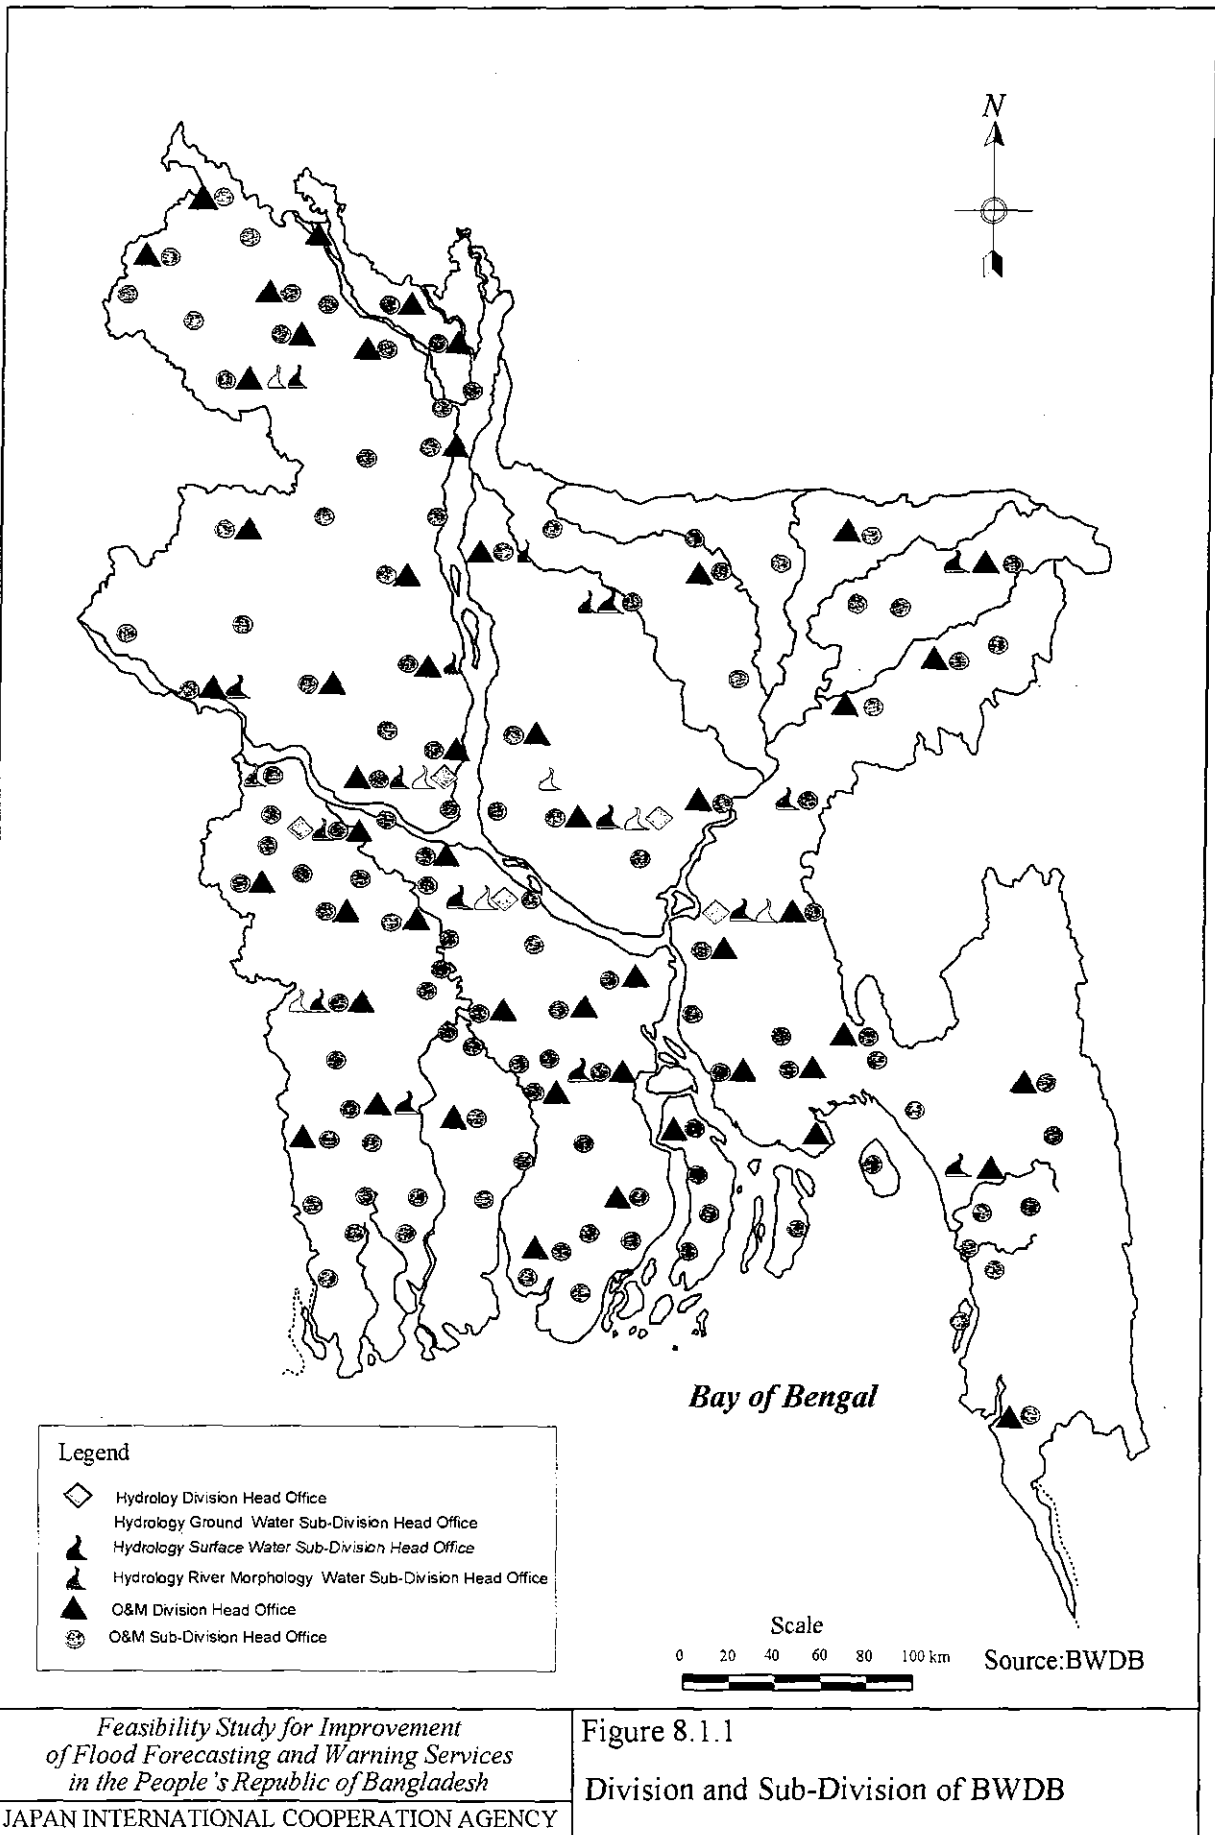 N
Bay of Bengal
Legend
Hydroloy Division Head Office
Hydrology Ground Water Sub-Division Head Office
Hydrology Surface Water Sub-Division Head Office
Hydrology River Morphology Water Sub-Division Head Office
O&M Division Head Office
O&M Sub-Division Head Office
Scale
0 20 40 60 80 100 km
Source:BWDB
Feasibility Study for Improvement
of Flood Forecasting and Warning Services
in the People's Republic of Bangladesh
JAPAN INTERNATIONAL COOPERATION AGENCY
Figure 8.1.1
Division and Sub-Division of BWDB